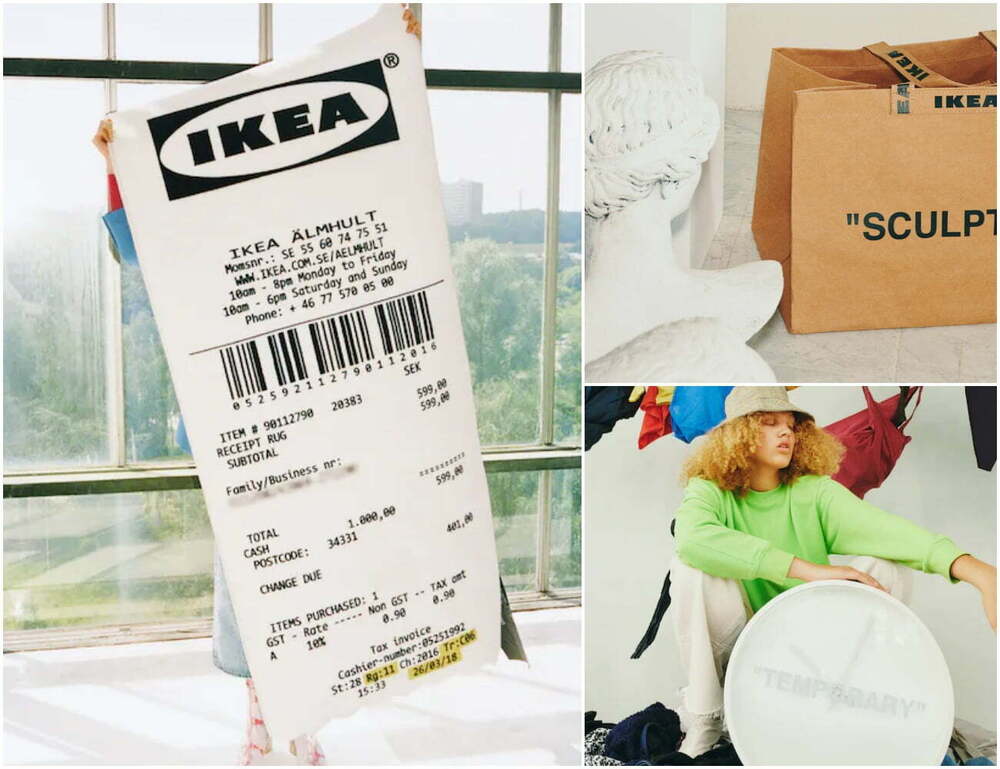 IKEA®
IKEA ÄLMHULT
Momsnr.: SE 55 60 74 75 51
WWW.IKEA.COM.SE/AELMHULT
10am - 8pm Monday to Friday
10am - 6pm Saturday and Sunday
Phone: + 46 77 570 05 00
052592112790112016
SEK
ITEM # 90112790 20383 599,00
RECEIPT RUG 599,00
SUBTOTAL
Family/Business nr:
xxxxxxxxxx
599,00
TOTAL 1.000,00
CASH
POSTCODE: 34331 401,00
CHANGE DUE
ITEMS PURCHASED: 1
GST - Rate ----- Non GST -- TAX amt
A 10% 0.90 0.90
Tax invoice
Cashier-number:05251992
St:28 Rg:11 Ch:2016 Tr:C06
15:33 26/03/18
IKEA
IKEA
"SCULPT
"TEMPORARY"